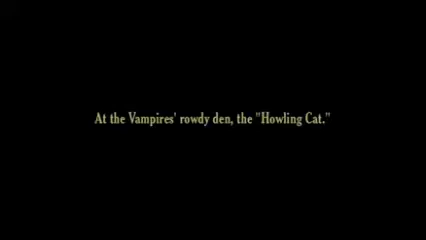 At the Vampires' rowdy den, the "Howling Cat."